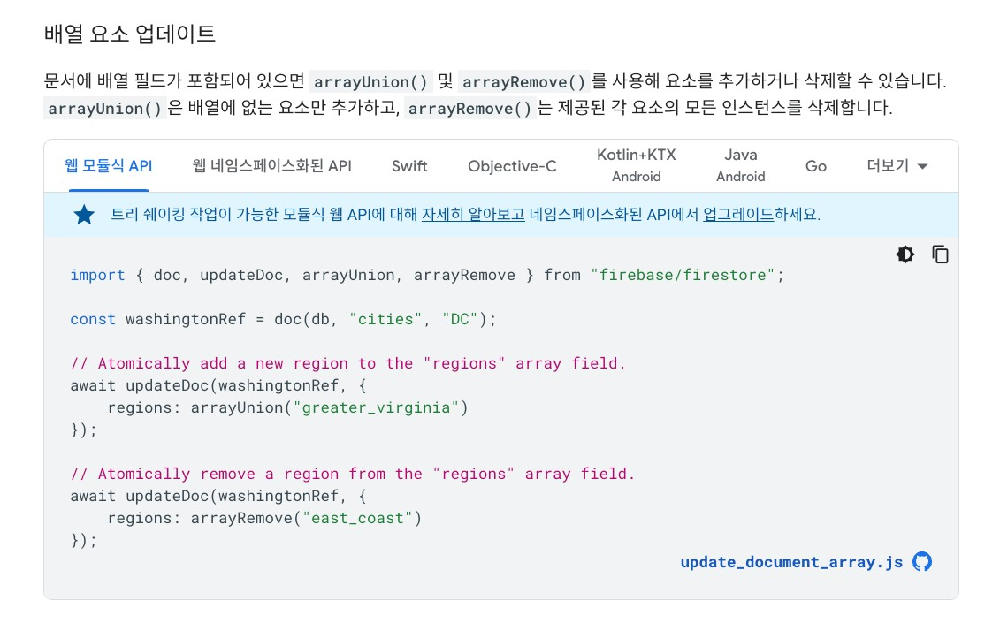 배열 요소 업데이트
문서에 배열 필드가 포함되어 있으면 arrayUnion() 및 arrayRemove()를 사용해 요소를 추가하거나 삭제할 수 있습니다.
arrayUnion()은 배열에 없는 요소만 추가하고, arrayRemove()는 제공된 각 요소의 모든 인스턴스를 삭제합니다.
웹 모듈식 API 웹 네임스페이스화된 API Swift Objective-C Kotlin+KTX Android Java Android Go 더보기
트리 쉐이킹 작업이 가능한 모듈식 웹 API에 대해 자세히 알아보고 네임스페이스화된 API에서 업그레이드하세요.
import { doc, updateDoc, arrayUnion, arrayRemove } from "firebase/firestore";
const washingtonRef = doc(db, "cities", "DC");
// Atomically add a new region to the "regions" array field.
await updateDoc(washingtonRef, {
    regions: arrayUnion("greater_virginia")
});
// Atomically remove a region from the "regions" array field.
await updateDoc(washingtonRef, {
    regions: arrayRemove("east_coast")
});
update_document_array.js